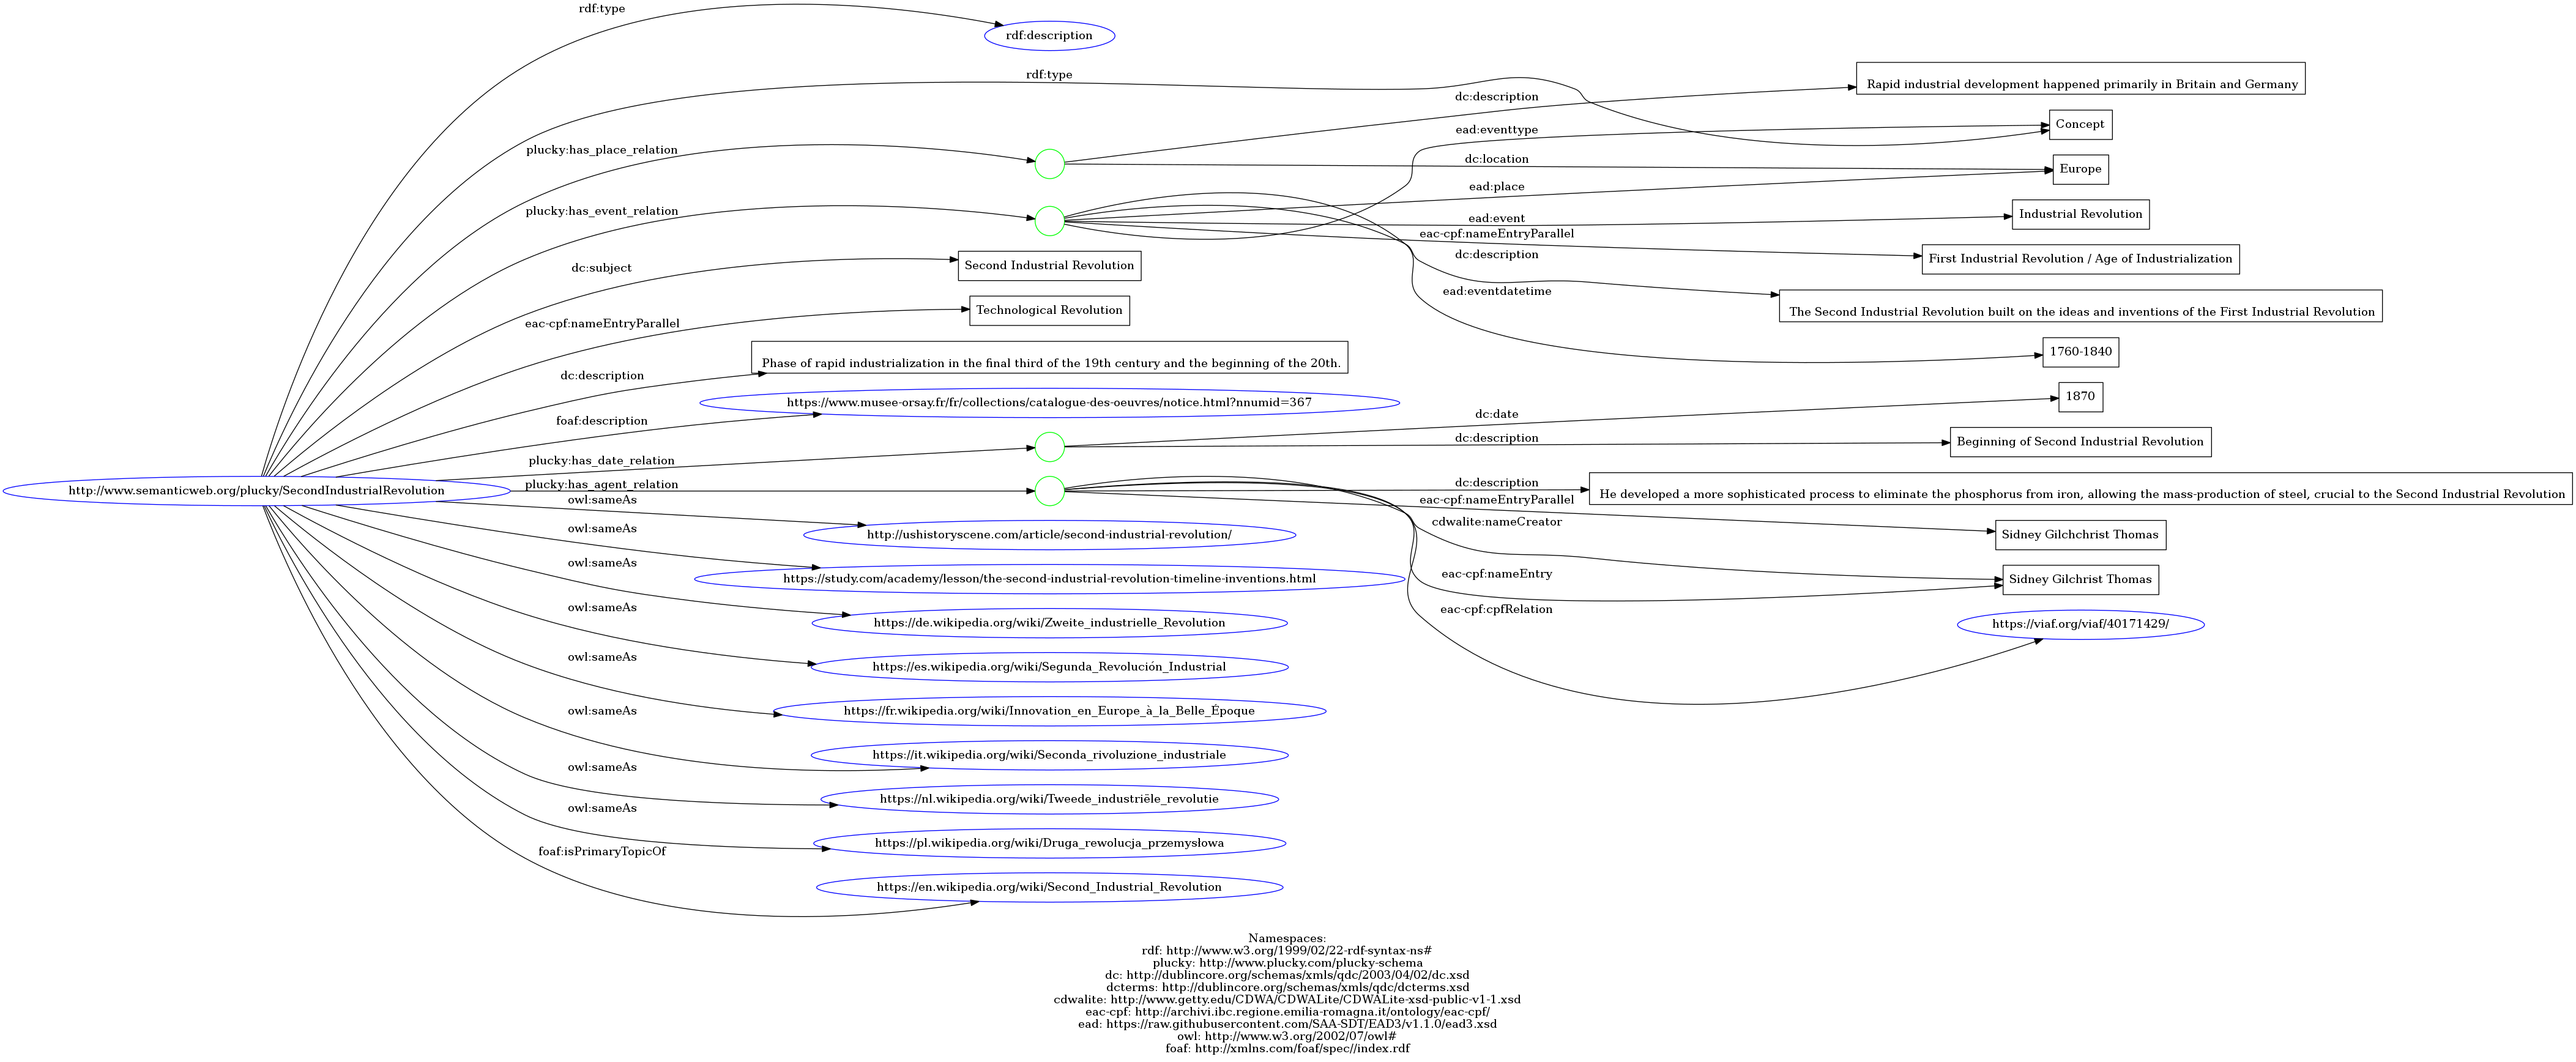 rdf:type
rdf:description
rdf:type
dc:description
Rapid industrial development happened primarily in Britain and Germany
ead:eventtype
Concept
plucky:has_place_relation
dc:location
Europe
ead:place
plucky:has_event_relation
ead:event
Industrial Revolution
eac-cpf:nameEntryParallel
First Industrial Revolution / Age of Industrialization
dc:subject
Second Industrial Revolution
dc:description
The Second Industrial Revolution built on the ideas and inventions of the First Industrial Revolution
ead:eventdatetime
eac-cpf:nameEntryParallel
Technological Revolution
1760-1840
dc:description
Phase of rapid industrialization in the final third of the 19th century and the beginning of the 20th.
foaf:description
https://www.musee-orsay.fr/fr/collections/catalogue-des-oeuvres/notice.html?nnumid=367
dc:date
1870
plucky:has_date_relation
dc:description
Beginning of Second Industrial Revolution
http://www.semanticweb.org/plucky/SecondIndustrialRevolution
plucky:has_agent_relation
dc:description
He developed a more sophisticated process to eliminate the phosphorus from iron, allowing the mass-production of steel, crucial to the Second Industrial Revolution
eac-cpf:nameEntryParallel
Sidney Gilchchrist Thomas
cdwalite:nameCreator
eac-cpf:nameEntry
Sidney Gilchrist Thomas
eac-cpf:cpfRelation
https://viaf.org/viaf/40171429/
owl:sameAs
http://ushistoryscene.com/article/second-industrial-revolution/
owl:sameAs
https://study.com/academy/lesson/the-second-industrial-revolution-timeline-inventions.html
owl:sameAs
https://de.wikipedia.org/wiki/Zweite_industrielle_Revolution
owl:sameAs
https://es.wikipedia.org/wiki/Segunda_Revolución_Industrial
owl:sameAs
https://fr.wikipedia.org/wiki/Innovation_en_Europe_à_la_Belle_Époque
owl:sameAs
https://it.wikipedia.org/wiki/Seconda_rivoluzione_industriale
owl:sameAs
https://nl.wikipedia.org/wiki/Tweede_industriële_revolutie
owl:sameAs
https://pl.wikipedia.org/wiki/Druga_rewolucja_przemysłowa
foaf:isPrimaryTopicOf
https://en.wikipedia.org/wiki/Second_Industrial_Revolution
Namespaces:
rdf: http://www.w3.org/1999/02/22-rdf-syntax-ns#
plucky: http://www.plucky.com/plucky-schema
dc: http://dublincore.org/schemas/xmls/qdc/2003/04/02/dc.xsd
dcterms: http://dublincore.org/schemas/xmls/qdc/dcterms.xsd
cdwalite: http://www.getty.edu/CDWA/CDWALite/CDWALite-xsd-public-v1-1.xsd
eac-cpf: http://archivi.ibc.regione.emilia-romagna.it/ontology/eac-cpf/
ead: https://raw.githubusercontent.com/SAA-SDT/EAD3/v1.1.0/ead3.xsd
owl: http://www.w3.org/2002/07/owl#
foaf: http://xmlns.com/foaf/spec//index.rdf